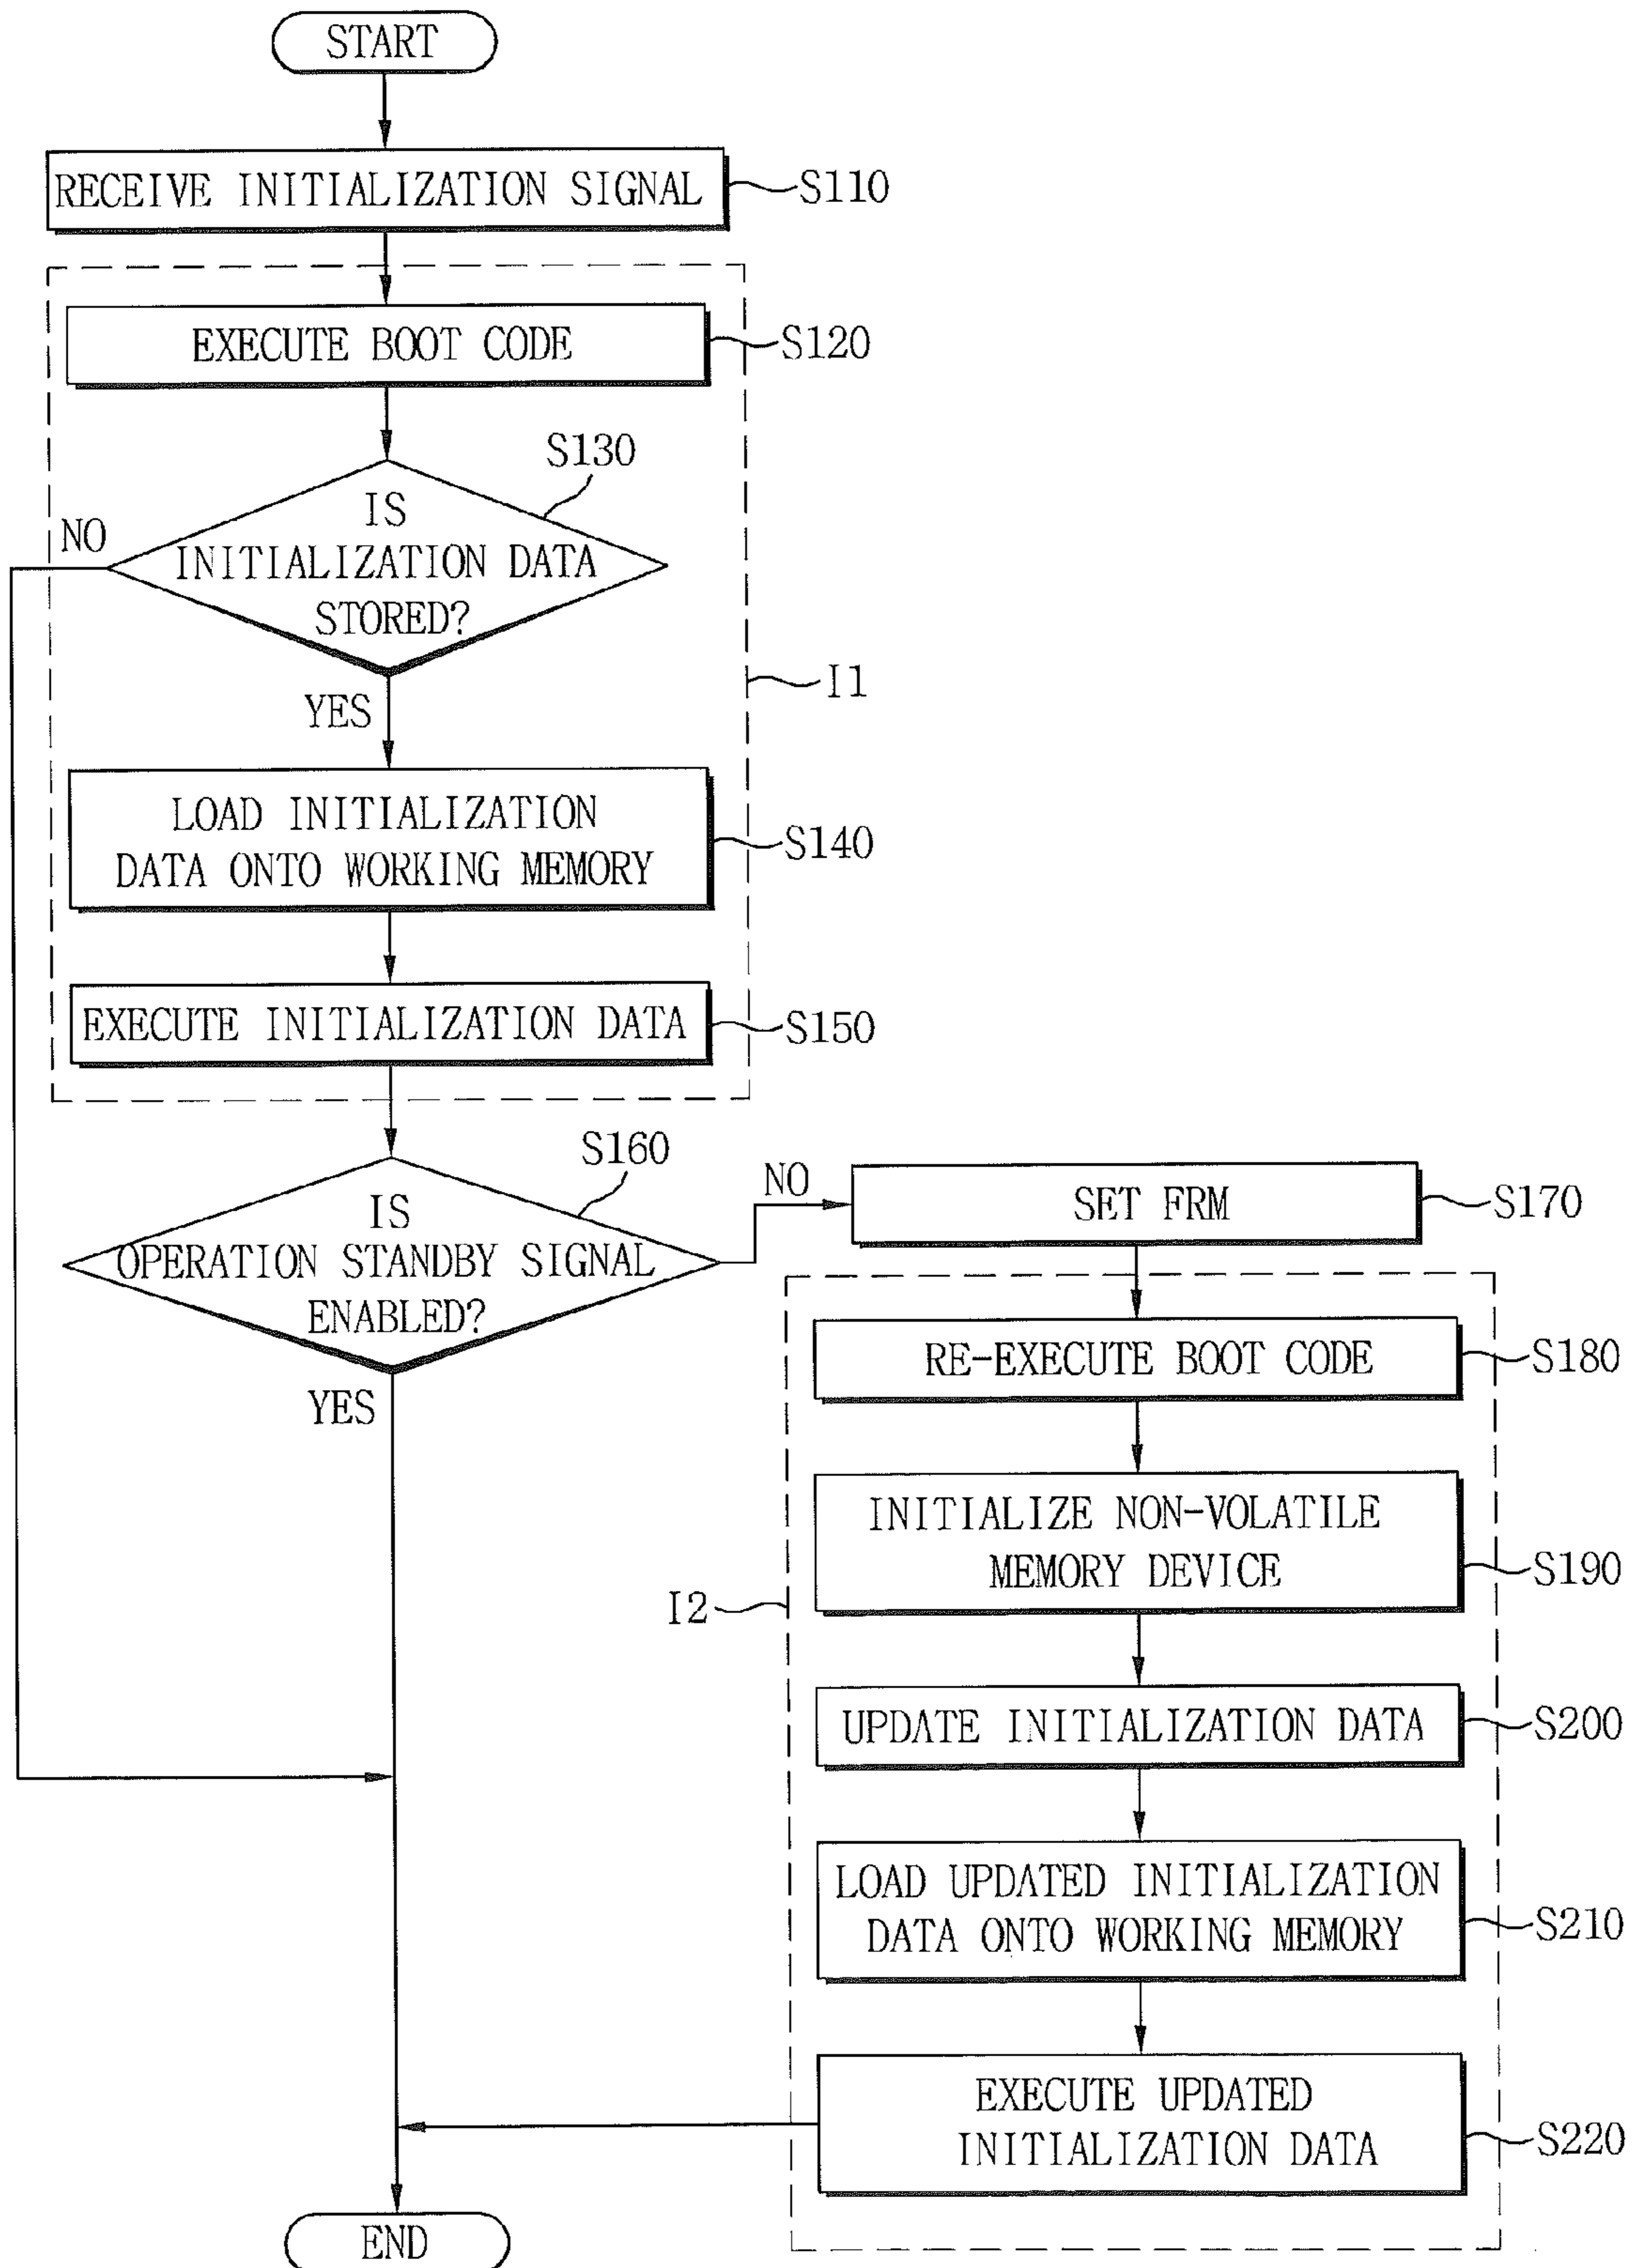 START
RECEIVE INITIALIZATION SIGNAL
S110
EXECUTE BOOT CODE
S120
S130
IS
INITIALIZATION DATA
STORED?
NO
I1
YES
LOAD INITIALIZATION
DATA ONTO WORKING MEMORY
S140
EXECUTE INITIALIZATION DATA
S150
S160
IS
OPERATION STANDBY SIGNAL
ENABLED?
NO
SET FRM
S170
YES
RE-EXECUTE BOOT CODE
S180
INITIALIZE NON-VOLATILE
MEMORY DEVICE
S190
I2
UPDATE INITIALIZATION DATA
S200
LOAD UPDATED INITIALIZATION
DATA ONTO WORKING MEMORY
S210
EXECUTE UPDATED
INITIALIZATION DATA
S220
END